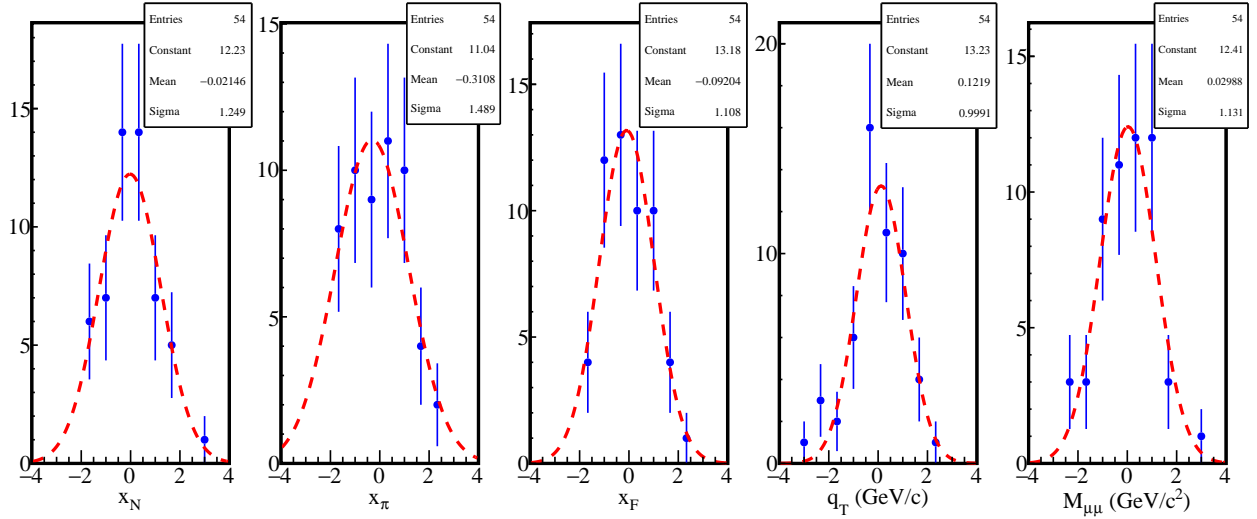 Entries 54
Constant 12.23
Mean −0.02146
Sigma 1.249
15
10
5
0
−4 −2 0 2 4
x_N
Entries 54
Constant 11.04
Mean −0.3108
Sigma 1.489
15
10
5
0
−4 −2 0 2 4
x_π
Entries 54
Constant 13.18
Mean −0.09204
Sigma 1.108
15
10
5
0
−4 −2 0 2 4
x_F
Entries 54
Constant 13.23
Mean 0.1219
Sigma 0.9991
20
10
0
−4 −2 0 2 4
q_T (GeV/c)
Entries 54
Constant 12.41
Mean 0.02988
Sigma 1.131
15
10
5
0
−4 −2 0 2 4
M_μμ (GeV/c²)